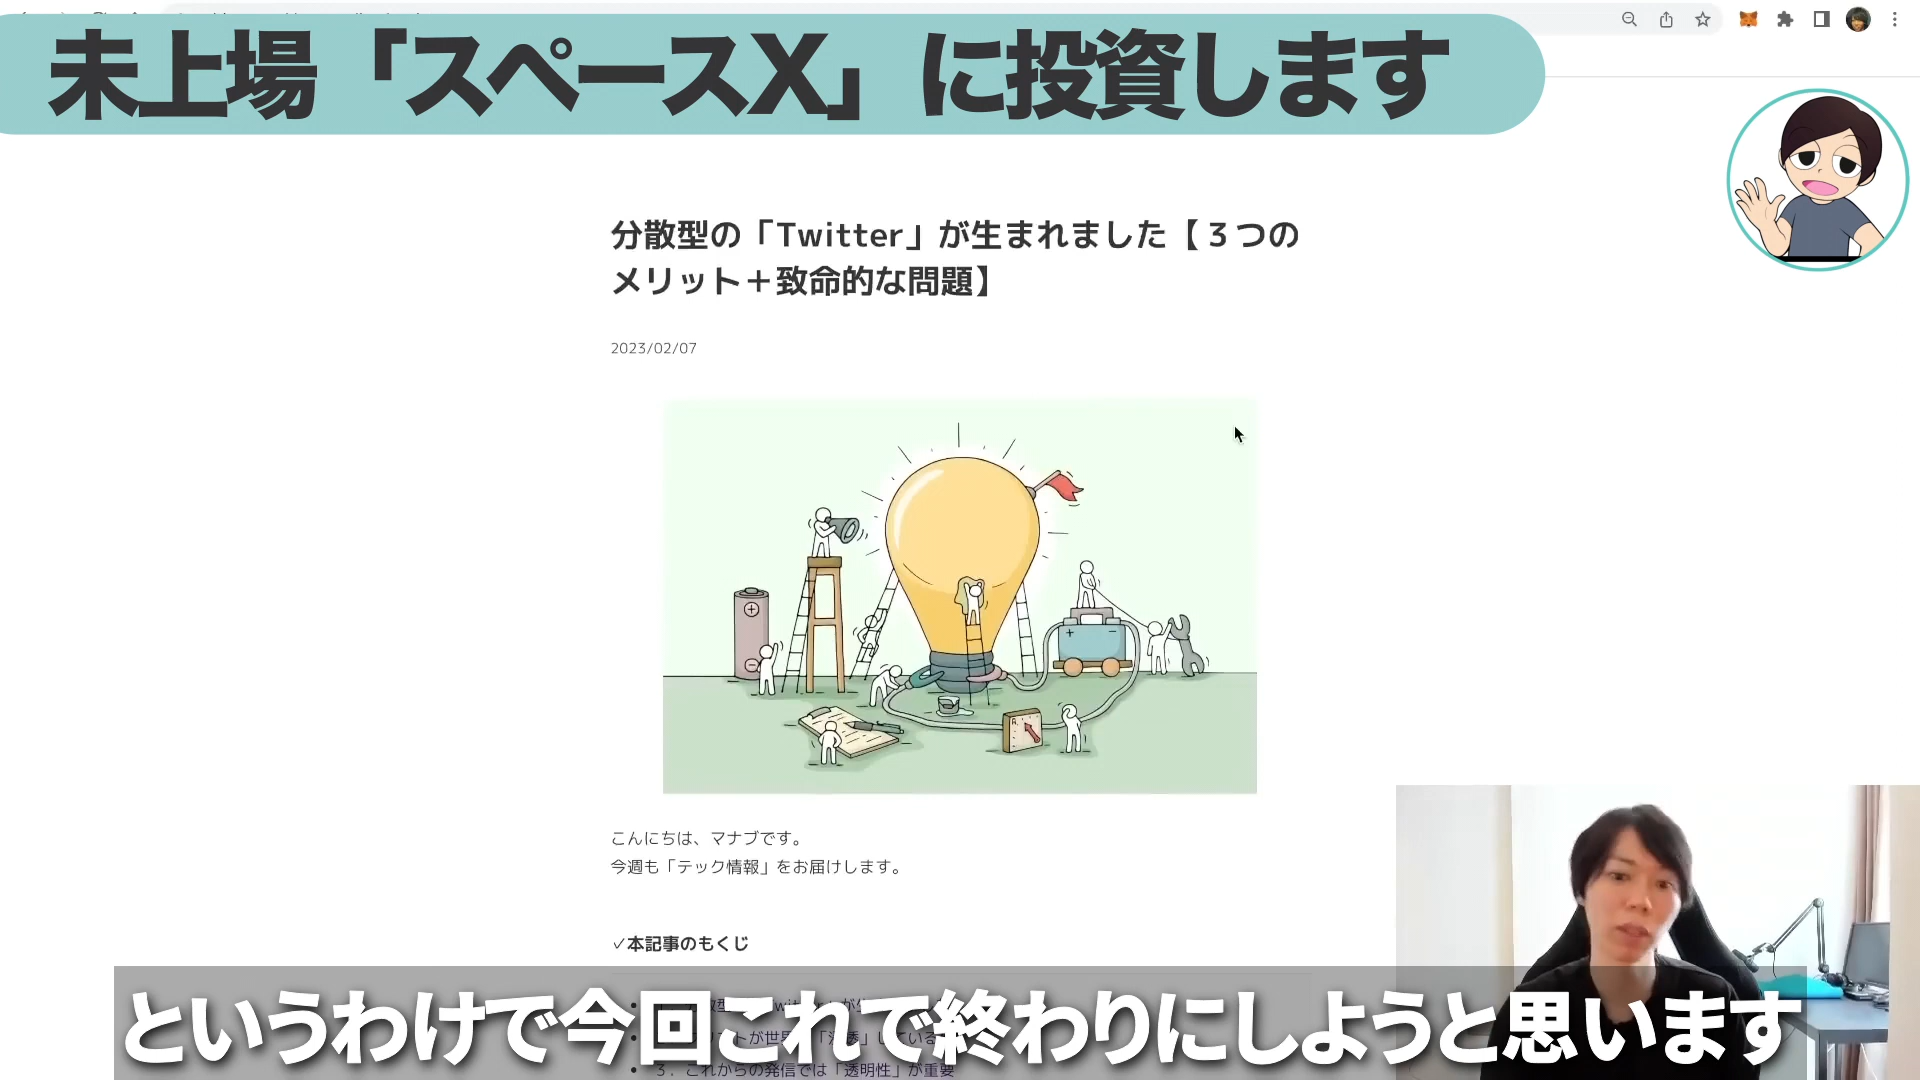 未上場「スペースX」に投資します
分散型の「Twitter」が生まれました【３つの
メリット＋致命的な問題】
2023/02/07
こんにちは、マナブです。
今週も「テック情報」をお届けします。
✓本記事のもくじ
というわけで今回これで終わりにしようと思います
３．これからの発信では「透明性」が重要